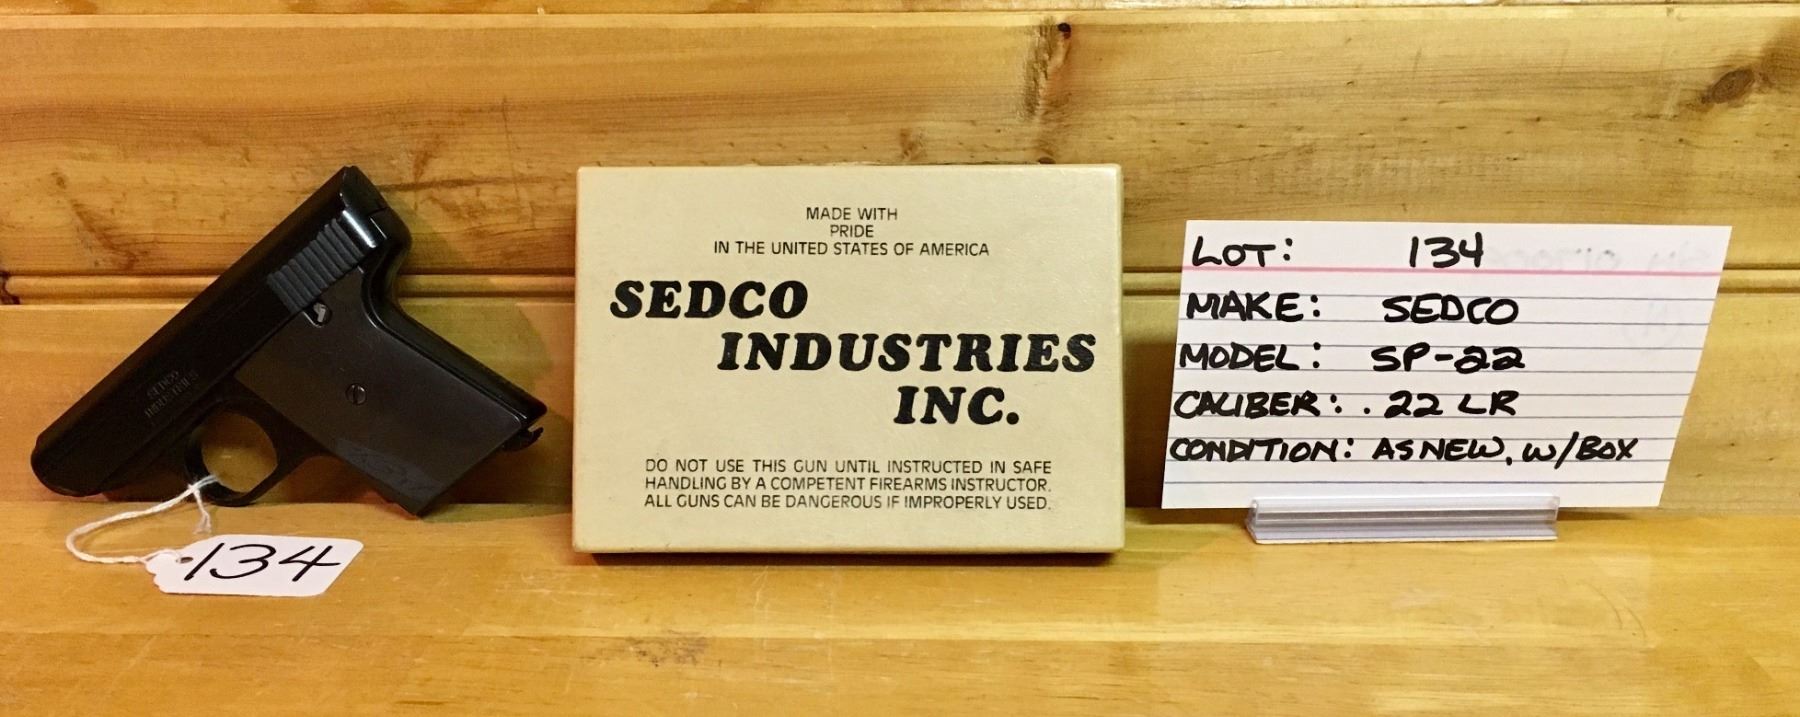 SEDCO
INDUSTRIES
134
MADE WITH
PRIDE
IN THE UNITED STATES OF AMERICA
SEDCO
INDUSTRIES
INC.
DO NOT USE THIS GUN UNTIL INSTRUCTED IN SAFE
HANDLING BY A COMPETENT FIREARMS INSTRUCTOR.
ALL GUNS CAN BE DANGEROUS IF IMPROPERLY USED.
LOT: 134
MAKE: SEDCO
MODEL: SP-22
CALIBER: .22 LR
CONDITION: AS NEW, W/BOX